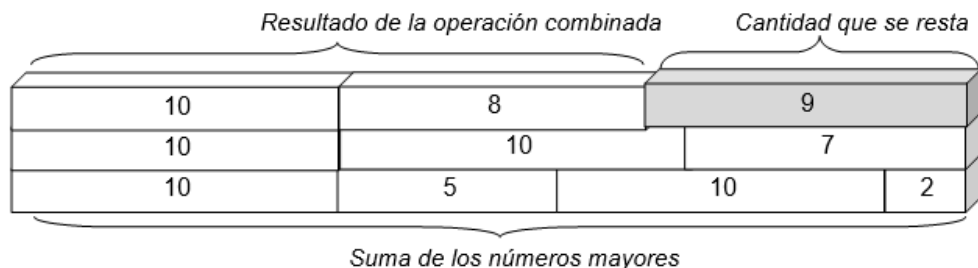 Resultado de la operación combinada Cantidad que se resta
10 8 9
10 10 7
10 5 10 2
Suma de los números mayores